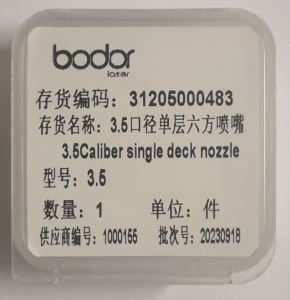 bodor
laser
存货编码：31205000483
存货名称：3.5口径单层六方喷嘴
3.5Caliber single deck nozzle
型号：3.5
数量：1 单位：件
供应商编号：1000155 批次号：20230918